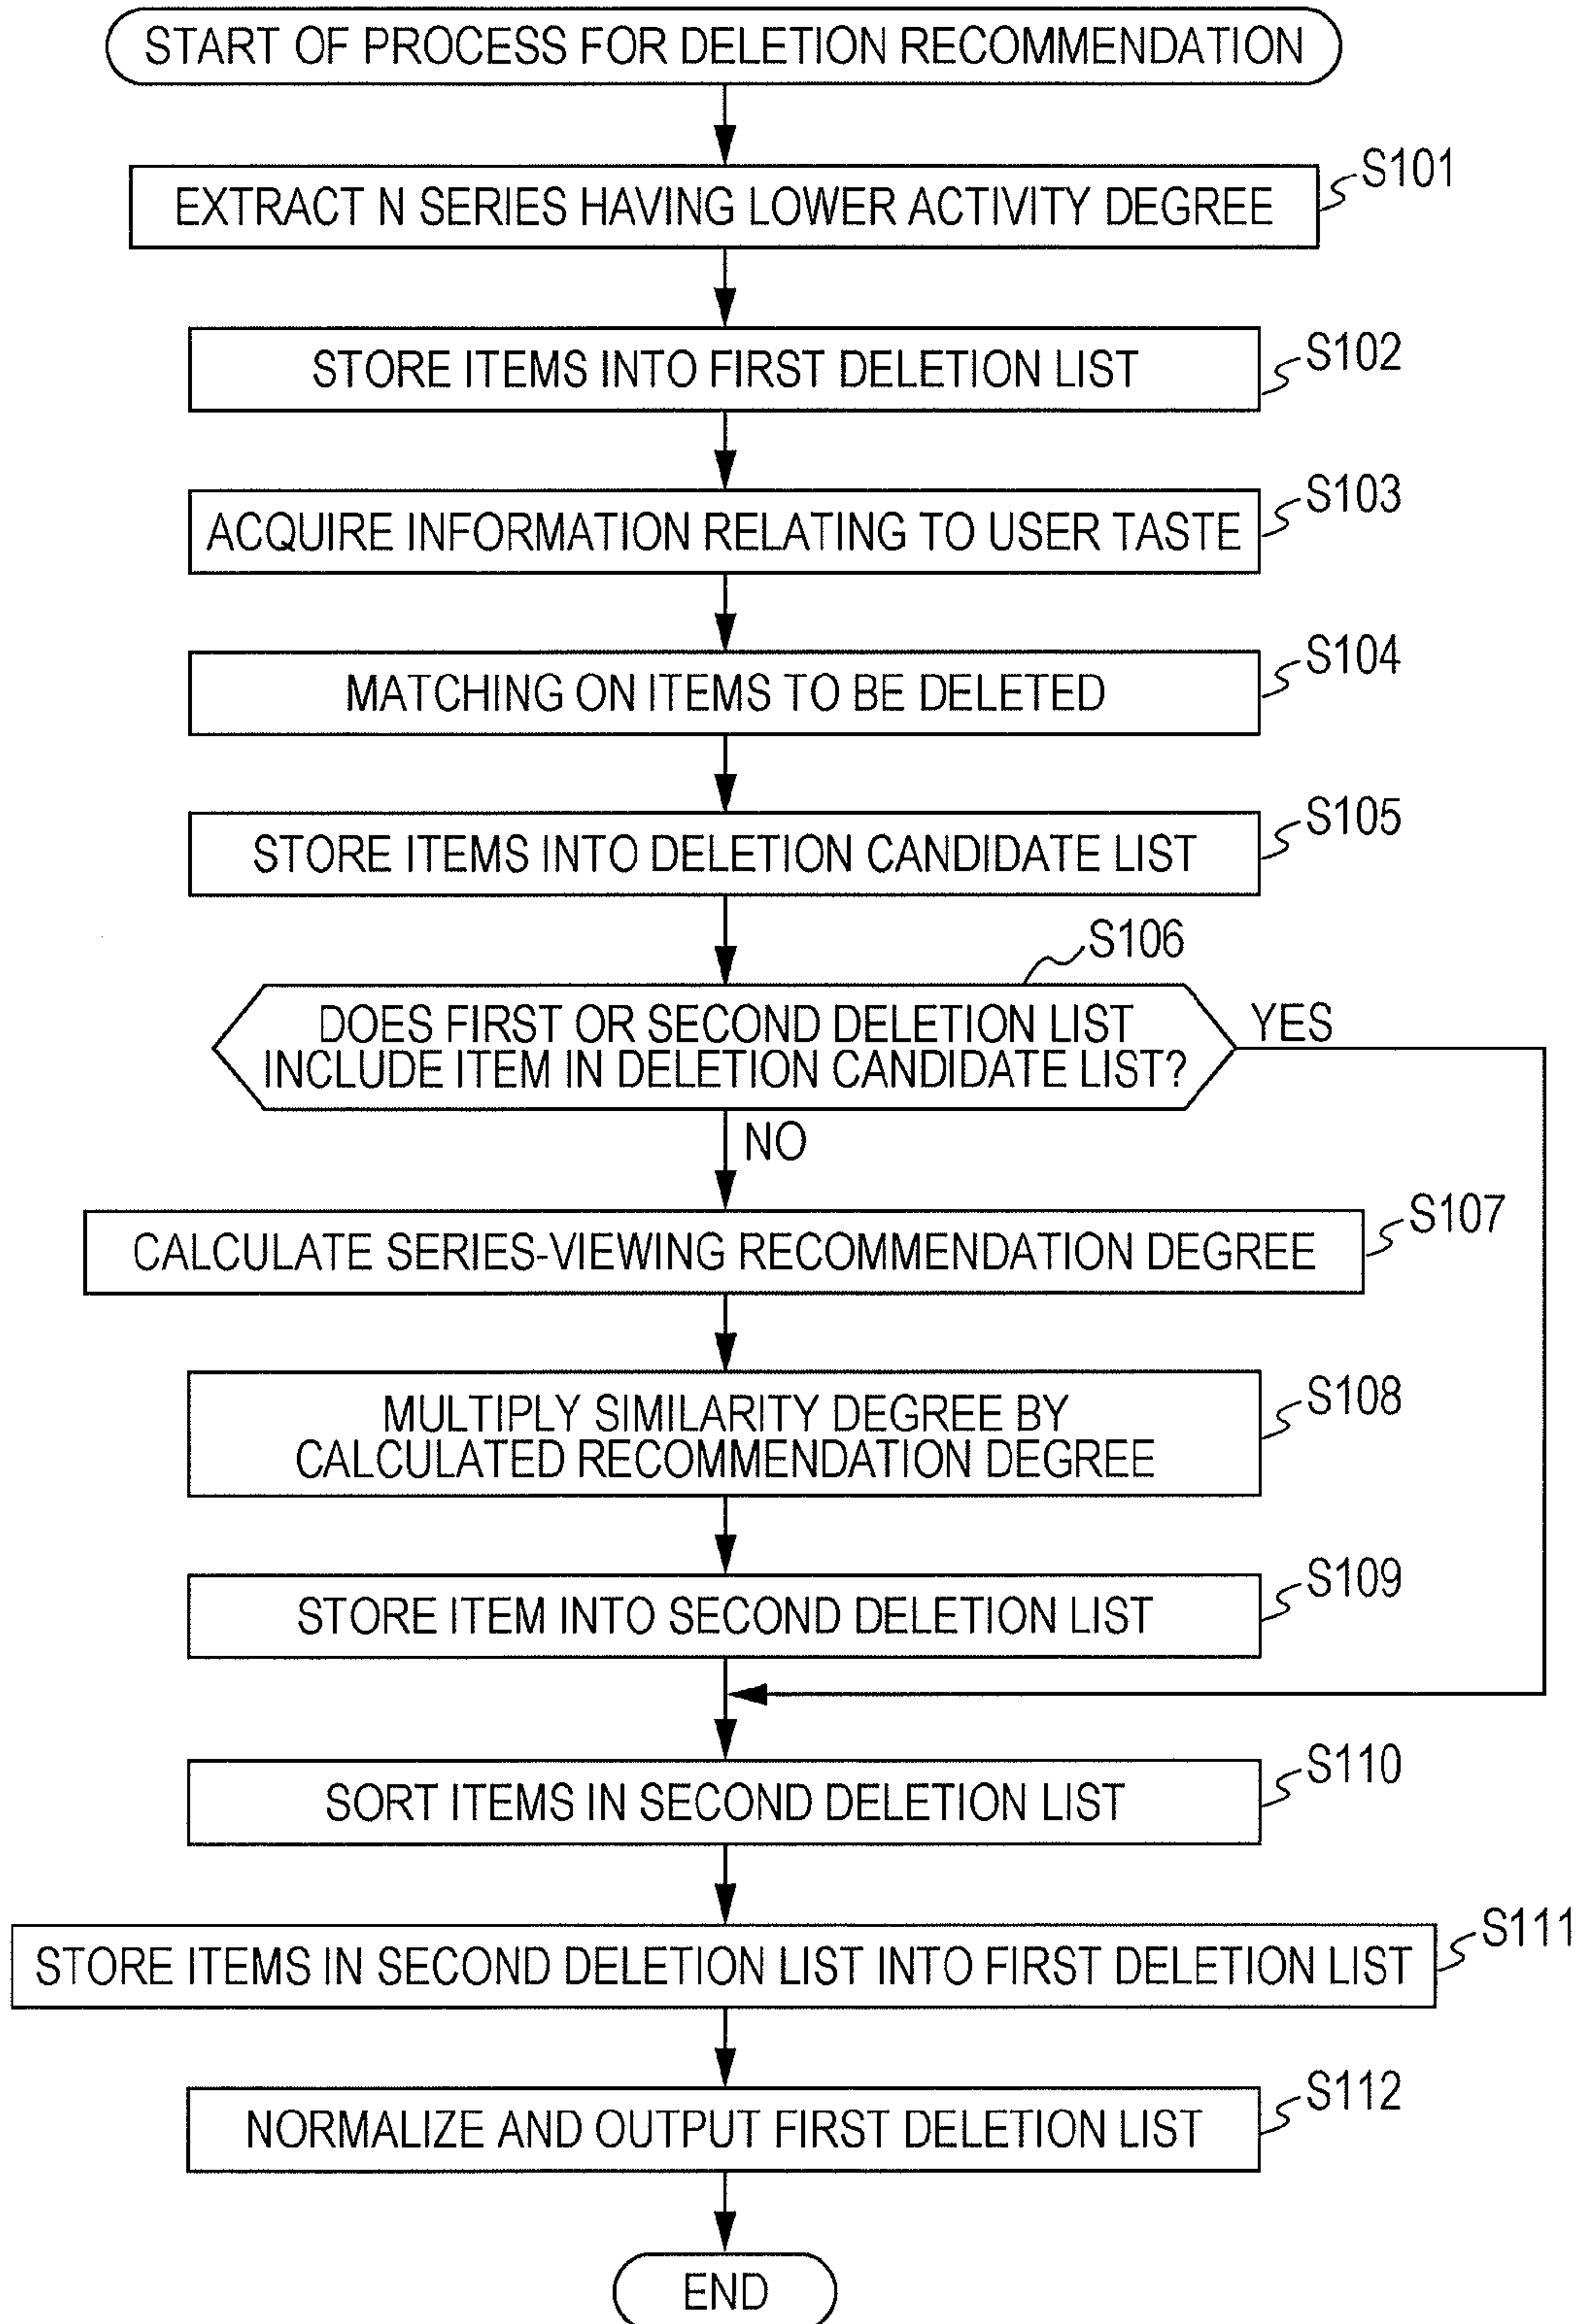 START OF PROCESS FOR DELETION RECOMMENDATION
S101
EXTRACT N SERIES HAVING LOWER ACTIVITY DEGREE
S102
STORE ITEMS INTO FIRST DELETION LIST
S103
ACQUIRE INFORMATION RELATING TO USER TASTE
S104
MATCHING ON ITEMS TO BE DELETED
S105
STORE ITEMS INTO DELETION CANDIDATE LIST
S106
DOES FIRST OR SECOND DELETION LIST
INCLUDE ITEM IN DELETION CANDIDATE LIST?
YES
NO
S107
CALCULATE SERIES-VIEWING RECOMMENDATION DEGREE
S108
MULTIPLY SIMILARITY DEGREE BY
CALCULATED RECOMMENDATION DEGREE
S109
STORE ITEM INTO SECOND DELETION LIST
S110
SORT ITEMS IN SECOND DELETION LIST
S111
STORE ITEMS IN SECOND DELETION LIST INTO FIRST DELETION LIST
S112
NORMALIZE AND OUTPUT FIRST DELETION LIST
END